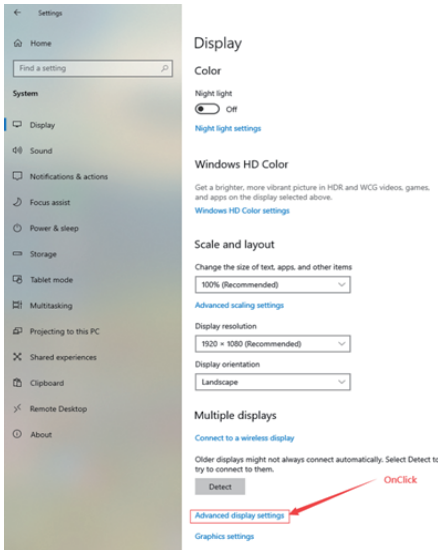 Settings
Home
Find a setting
System
Display
Sound
Notifications & actions
Focus assist
Power & sleep
Storage
Tablet mode
Multitasking
Projecting to this PC
Shared experiences
Clipboard
Remote Desktop
About
Display
Color
Night light
Off
Night light settings
Windows HD Color
Get a brighter, more vibrant picture in HDR and WCG videos, games,
and apps on the display selected above.
Windows HD Color settings
Scale and layout
Change the size of text, apps, and other items
100% (Recommended)
Advanced scaling settings
Display resolution
1920 × 1080 (Recommended)
Display orientation
Landscape
Multiple displays
Connect to a wireless display
Older displays might not always connect automatically. Select Detect to
try to connect to them.
Detect
OnClick
Advanced display settings
Graphics settings